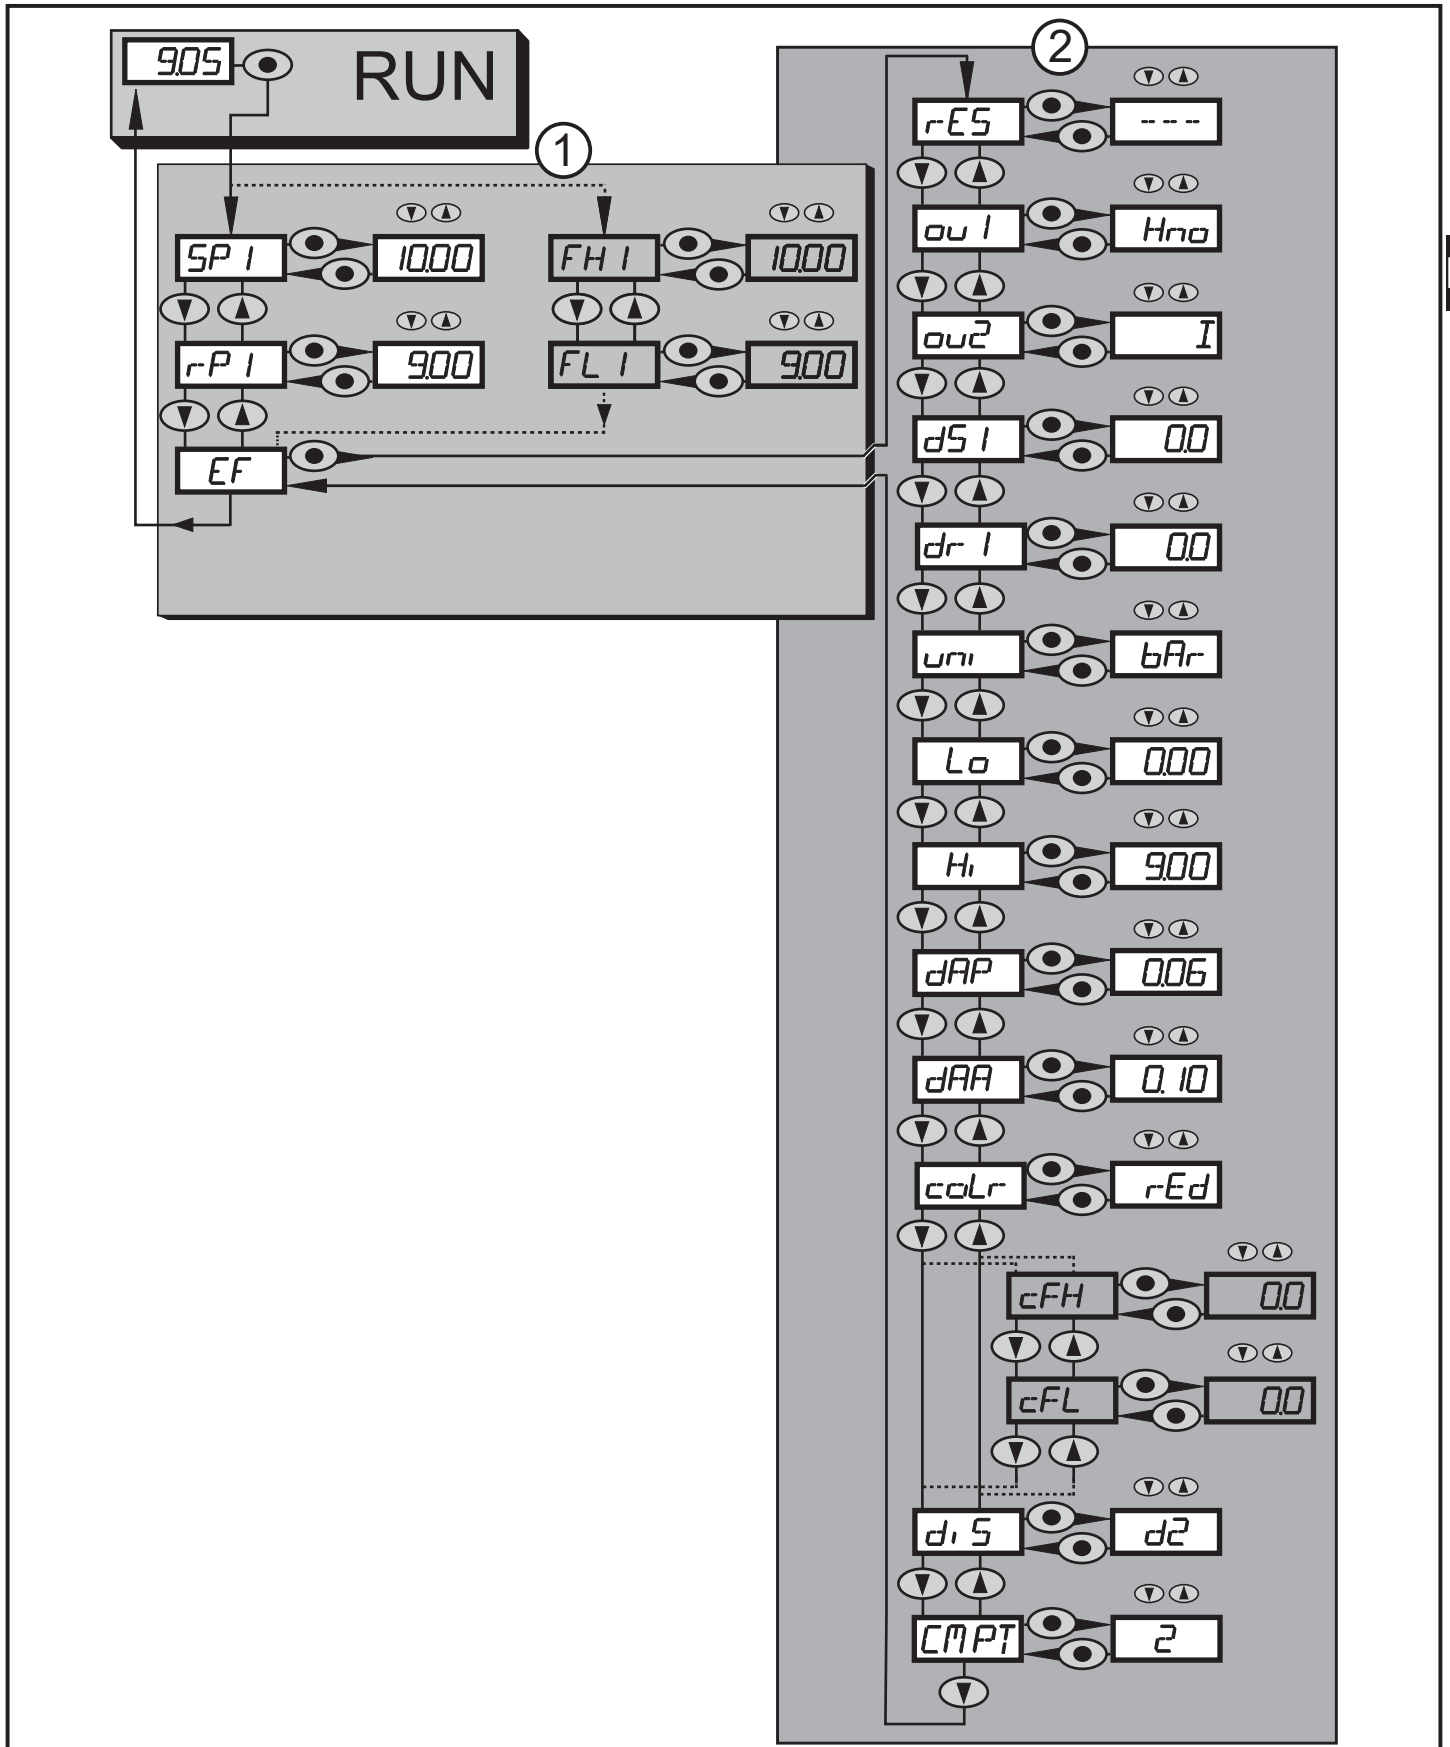 9.05
RUN
1
SP1
10.00
FH1
10.00
rP1
9.00
FL1
9.00
EF
2
rES
-- -- --
ou1
Hno
ou2
I
dS1
0.0
dr1
0.0
uni
bAr
Lo
0.00
Hi
9.00
dAP
0.06
dAA
0.10
coLr
rEd
cFH
0.0
cFL
0.0
diS
d2
CMPT
2